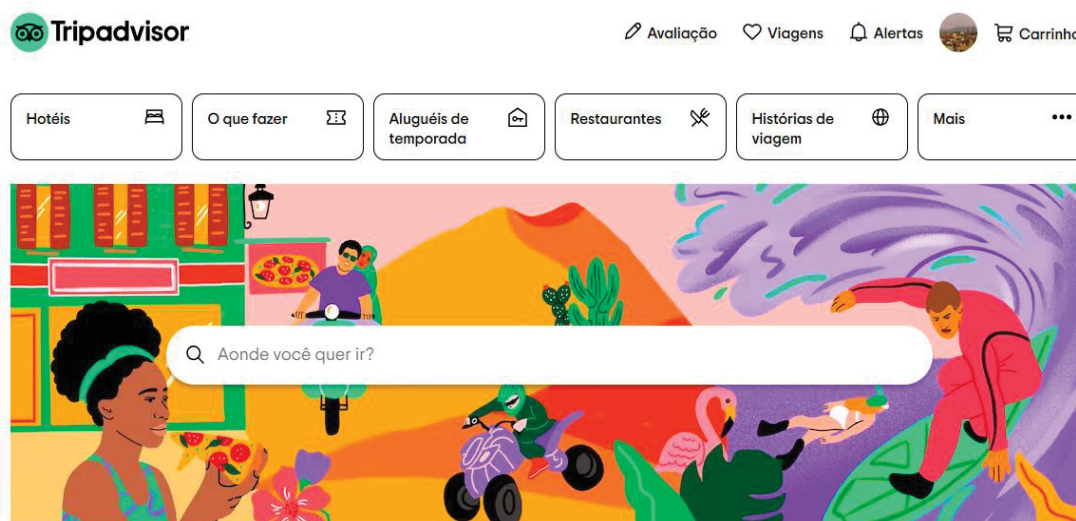 Tripadvisor
Avaliação
Viagens
Alertas
Carrinho
Hotéis
O que fazer
Aluguéis de
temporada
Restaurantes
Histórias de
viagem
Mais
Aonde você quer ir?